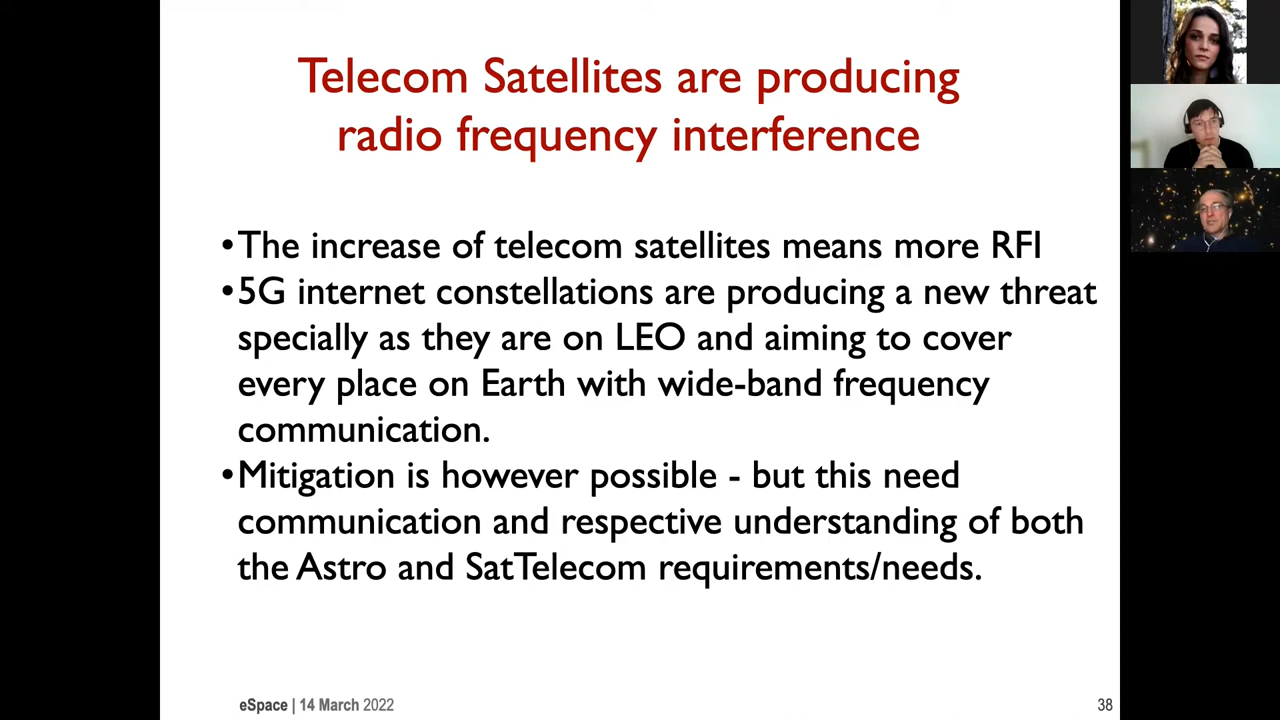 Telecom Satellites are producing
radio frequency interference
•The increase of telecom satellites means more RFI
•5G internet constellations are producing a new threat
specially as they are on LEO and aiming to cover
every place on Earth with wide-band frequency
communication.
•Mitigation is however possible - but this need
communication and respective understanding of both
the Astro and SatTelecom requirements/needs.
eSpace | 14 March 2022
38